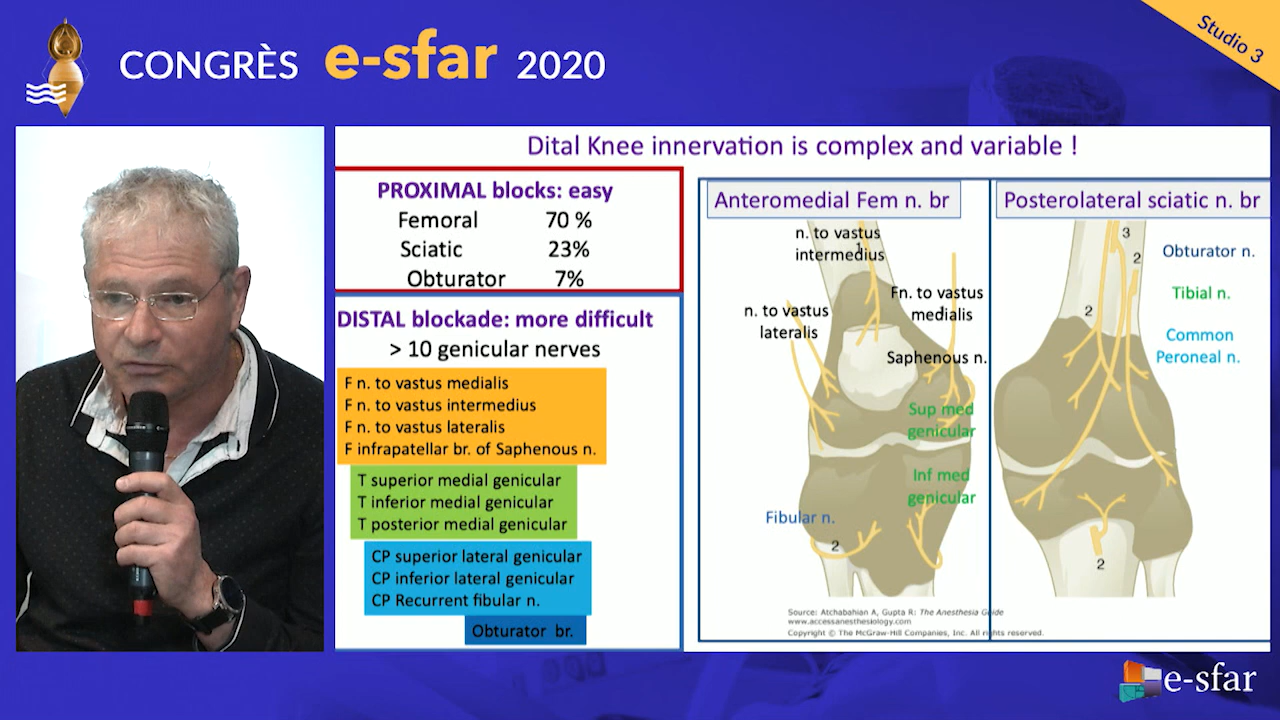 CONGRÈS e-sfar 2020
Studio 3
Dital Knee innervation is complex and variable !
PROXIMAL blocks: easy
Femoral 70 %
Sciatic 23%
Obturator 7%
DISTAL blockade: more difficult
> 10 genicular nerves
F n. to vastus medialis
F n. to vastus intermedius
F n. to vastus lateralis
F infrapatellar br. of Saphenous n.
T superior medial genicular
T inferior medial genicular
T posterior medial genicular
CP superior lateral genicular
CP inferior lateral genicular
CP Recurrent fibular n.
Obturator br.
Anteromedial Fem n. br
n. to vastus
1
intermedius
Fn. to vastus
medialis
n. to vastus
lateralis
Saphenous n.
Sup med
genicular
Inf med
genicular
Fibular n.
2
Posterolateral sciatic n. br
3
2
2
Obturator n.
Tibial n.
Common
Peroneal n.
2
Source: Atchabahian A, Gupta R: The Anesthesia Guide
www.accessanesthesiology.com
Copyright © The McGraw-Hill Companies, Inc. All rights reserved.
e-sfar